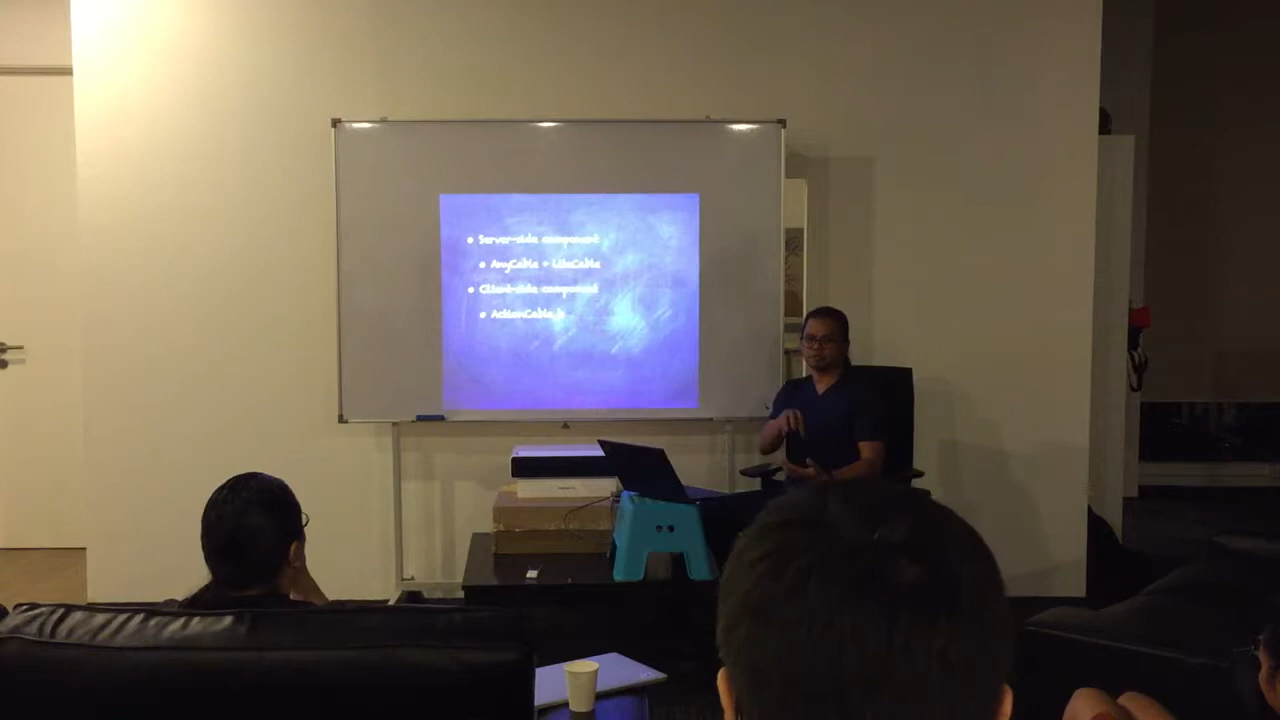 Server-side component
AnyCable + LiteCable
Client-side component
ActionCable.js